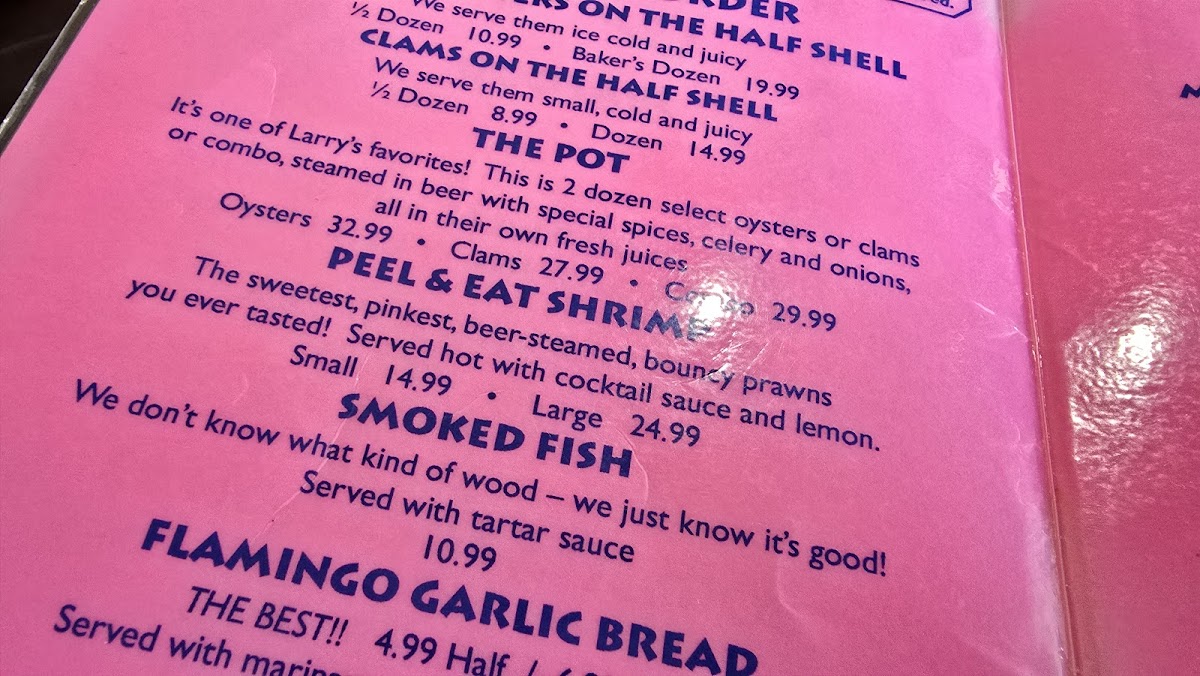 ON THE HALF SHELL
We serve them ice cold and juicy
½ Dozen 10.99 • Baker's Dozen 19.99
CLAMS ON THE HALF SHELL
We serve them small, cold and juicy
½ Dozen 8.99 • Dozen 14.99
THE POT
It's one of Larry's favorites! This is 2 dozen select oysters or clams
or combo, steamed in beer with special spices, celery and onions,
all in their own fresh juices
Oysters 32.99 • Clams 27.99 • Combo 29.99
PEEL & EAT SHRIMP
The sweetest, pinkest, beer-steamed, bouncy prawns
you ever tasted! Served hot with cocktail sauce and lemon.
Small 14.99 • Large 24.99
SMOKED FISH
We don't know what kind of wood – we just know it's good!
Served with tartar sauce
10.99
FLAMINGO GARLIC BREAD
THE BEST!! 4.99 Half /
Served with